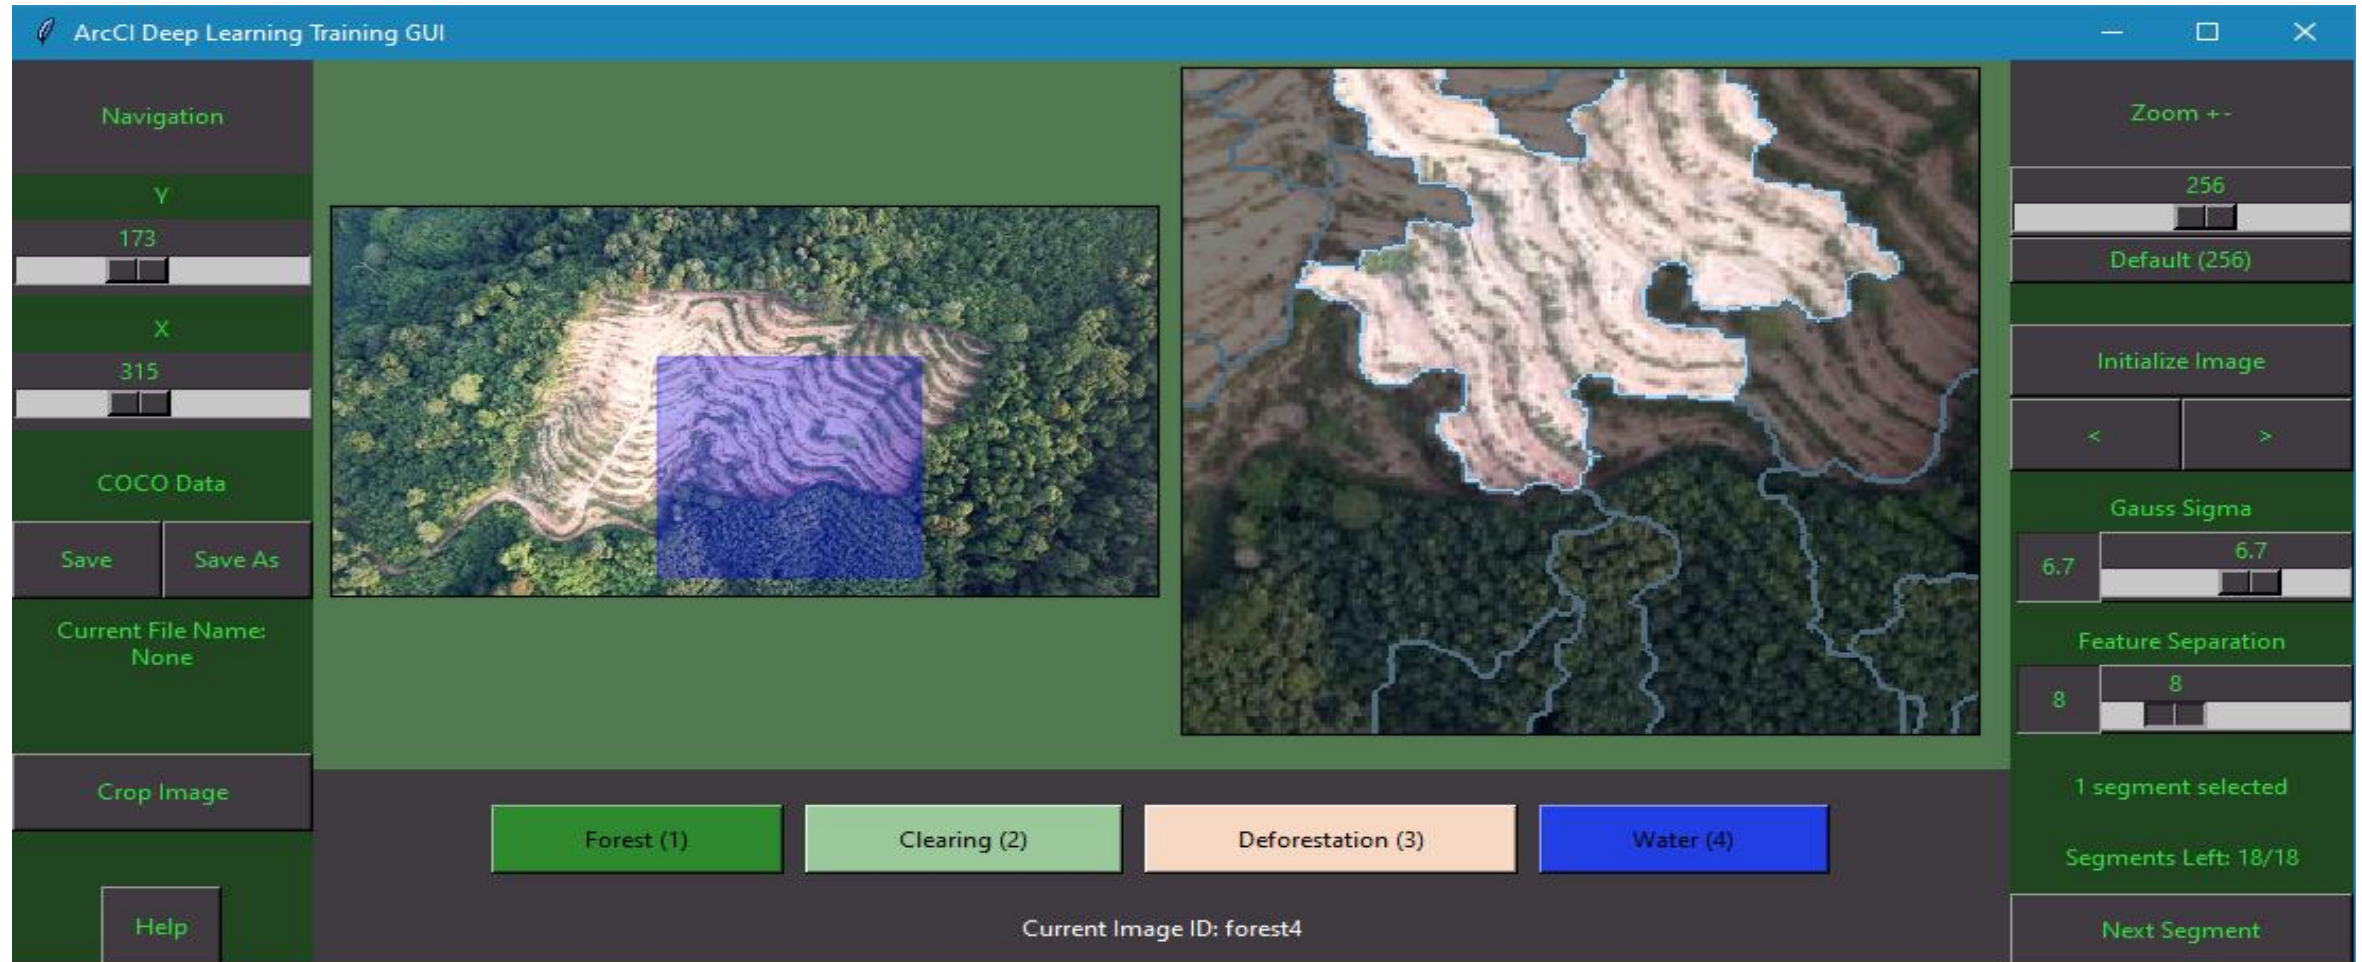 ArcCI Deep Learning Training GUI
Navigation
Y
173
X
315
COCO Data
Save
Save As
Current File Name:
None
Crop Image
Help
Forest (1)
Clearing (2)
Deforestation (3)
Water (4)
Current Image ID: forest4
Zoom +-
256
Default (256)
Initialize Image
<
>
Gauss Sigma
6.7
6.7
Feature Separation
8
8
1 segment selected
Segments Left: 18/18
Next Segment